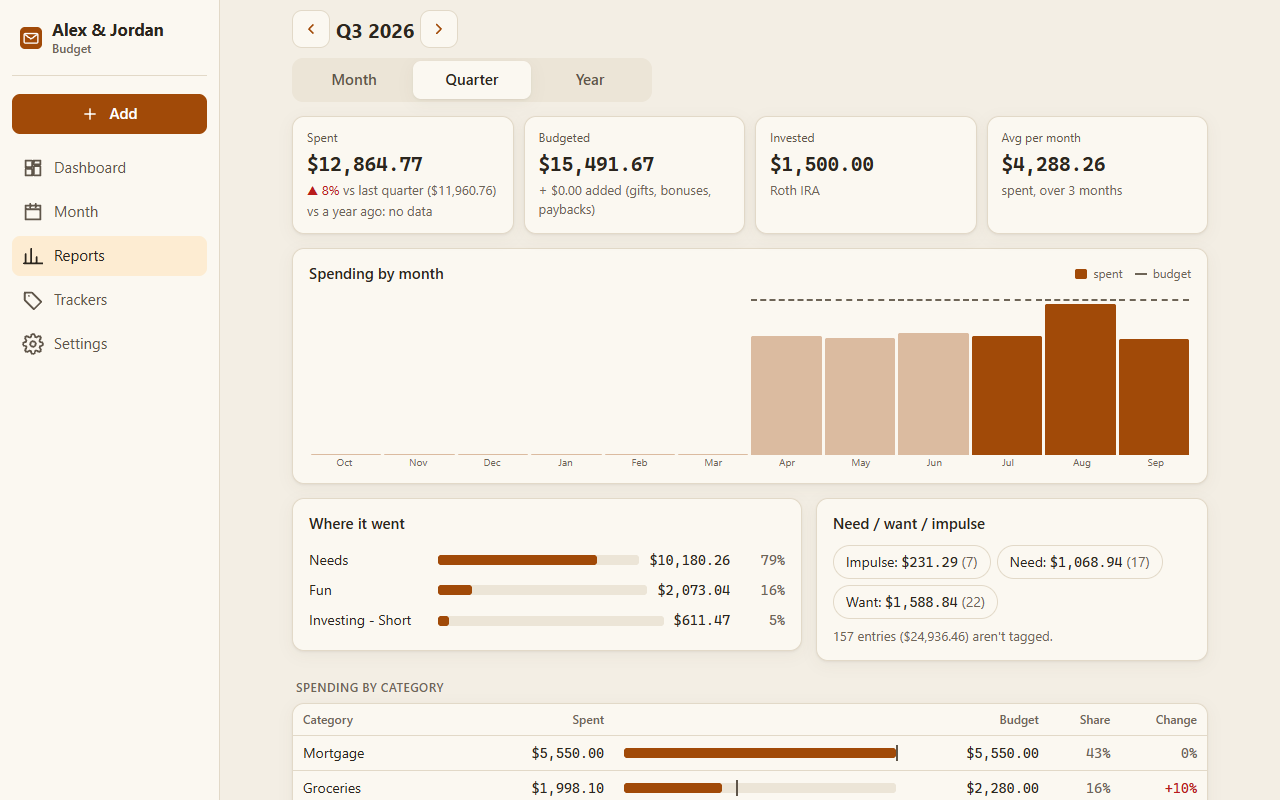 Alex & Jordan
Budget
Add
Dashboard
Month
Reports
Trackers
Settings
Q3 2026
Month Quarter Year
Spent
$12,864.77
▲ 8% vs last quarter ($11,960.76)
vs a year ago: no data
Budgeted
$15,491.67
+ $0.00 added (gifts, bonuses,
paybacks)
Invested
$1,500.00
Roth IRA
Avg per month
$4,288.26
spent, over 3 months
Spending by month
spent budget
Oct Nov Dec Jan Feb Mar Apr May Jun Jul Aug Sep
Where it went
Needs $10,180.26 79%
Fun $2,073.04 16%
Investing - Short $611.47 5%
Need / want / impulse
Impulse: $231.29 (7) Need: $1,068.94 (17)
Want: $1,588.84 (22)
157 entries ($24,936.46) aren't tagged.
SPENDING BY CATEGORY
Category Spent Budget Share Change
Mortgage $5,550.00 $5,550.00 43% 0%
Groceries $1,998.10 $2,280.00 16% +10%